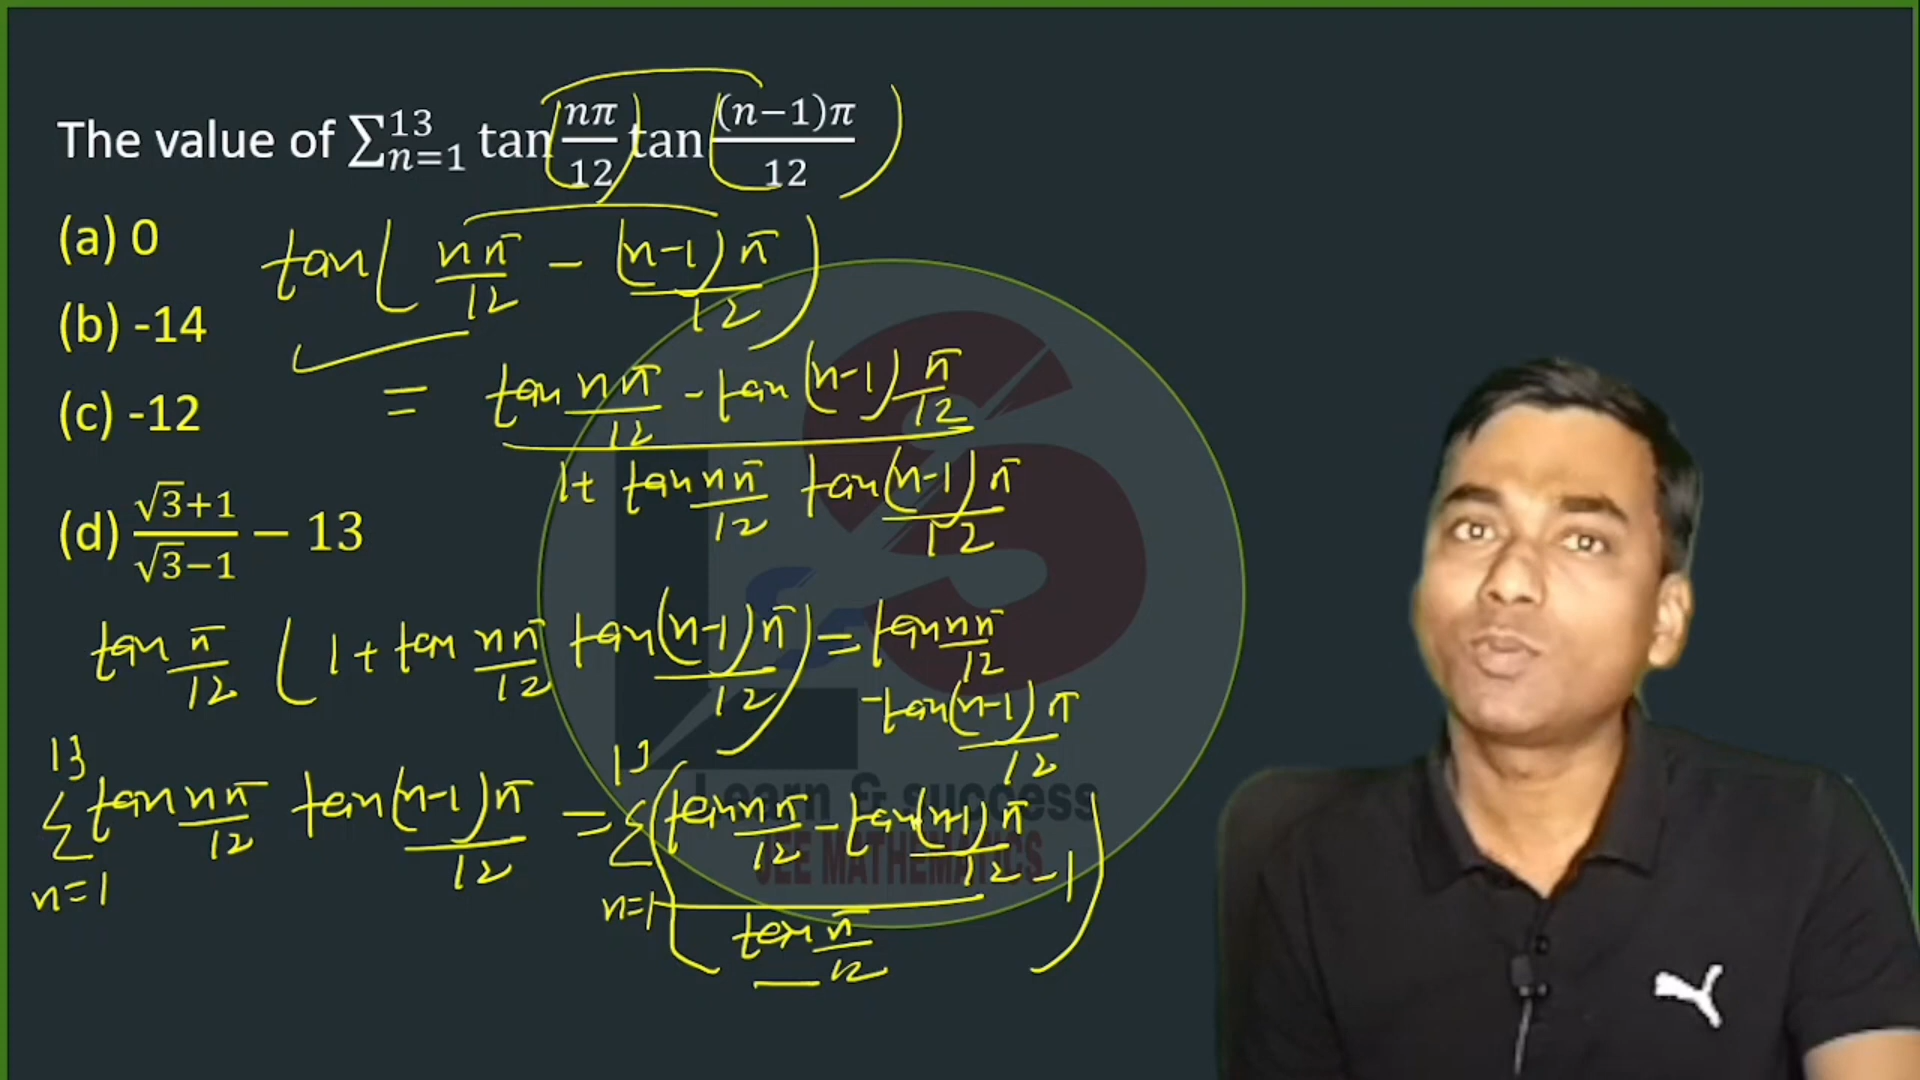 The value of ∑_{n=1}^{13} tan nπ/12 tan (n−1)π/12
(a) 0
(b) -14
(c) -12
(d) (√3+1)/(√3−1) − 13
tan( nπ/12 − (n-1)π/12 )
= (tan nπ/12 - tan (n-1) π/12) / (1+ tan nπ/12 tan (n-1)π/12)
tan π/12 ( 1+ tan nπ/12 tan (n-1)π/12 ) = tan nπ/12
-tan (n-1)π/12
∑_{n=1}^{13} tan nπ/12 tan (n-1)π/12 = ∑_{n=1}^{13} ( (tan nπ/12 - tan (n-1)π/12) / (tan π/12) - 1 )
LS
Learn & success
JEE MATHEMATICS